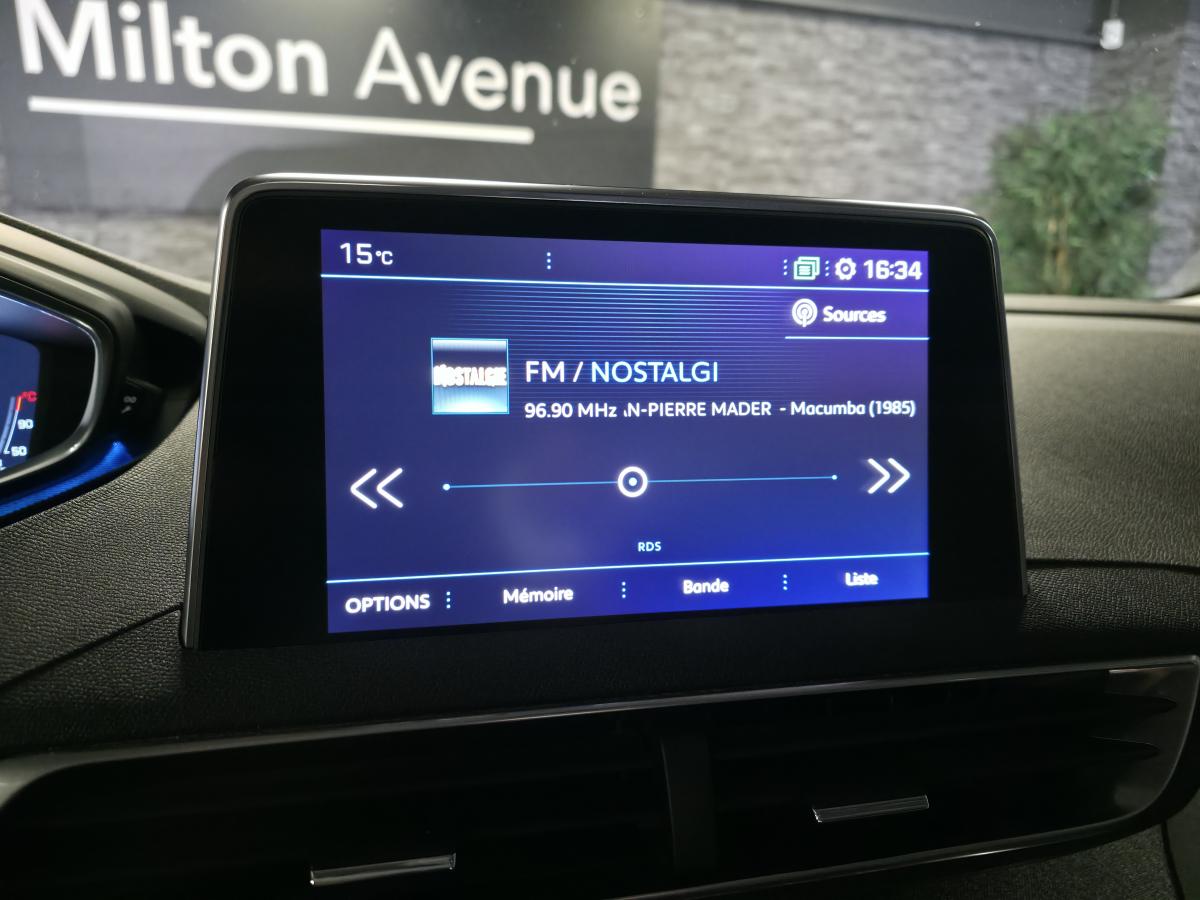 Milton Avenue
15°C
16:34
Sources
NOSTALGIE
FM / NOSTALGI
96.90 MHz .N-PIERRE MADER - Macumba (1985)
°C
90
50
RDS
OPTIONS
Mémoire
Bande
Liste